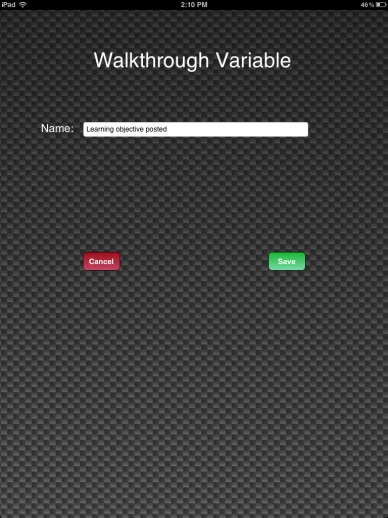 iPad 2:10 PM 46%
Walkthrough Variable
Name: Learning objective posted
Cancel Save